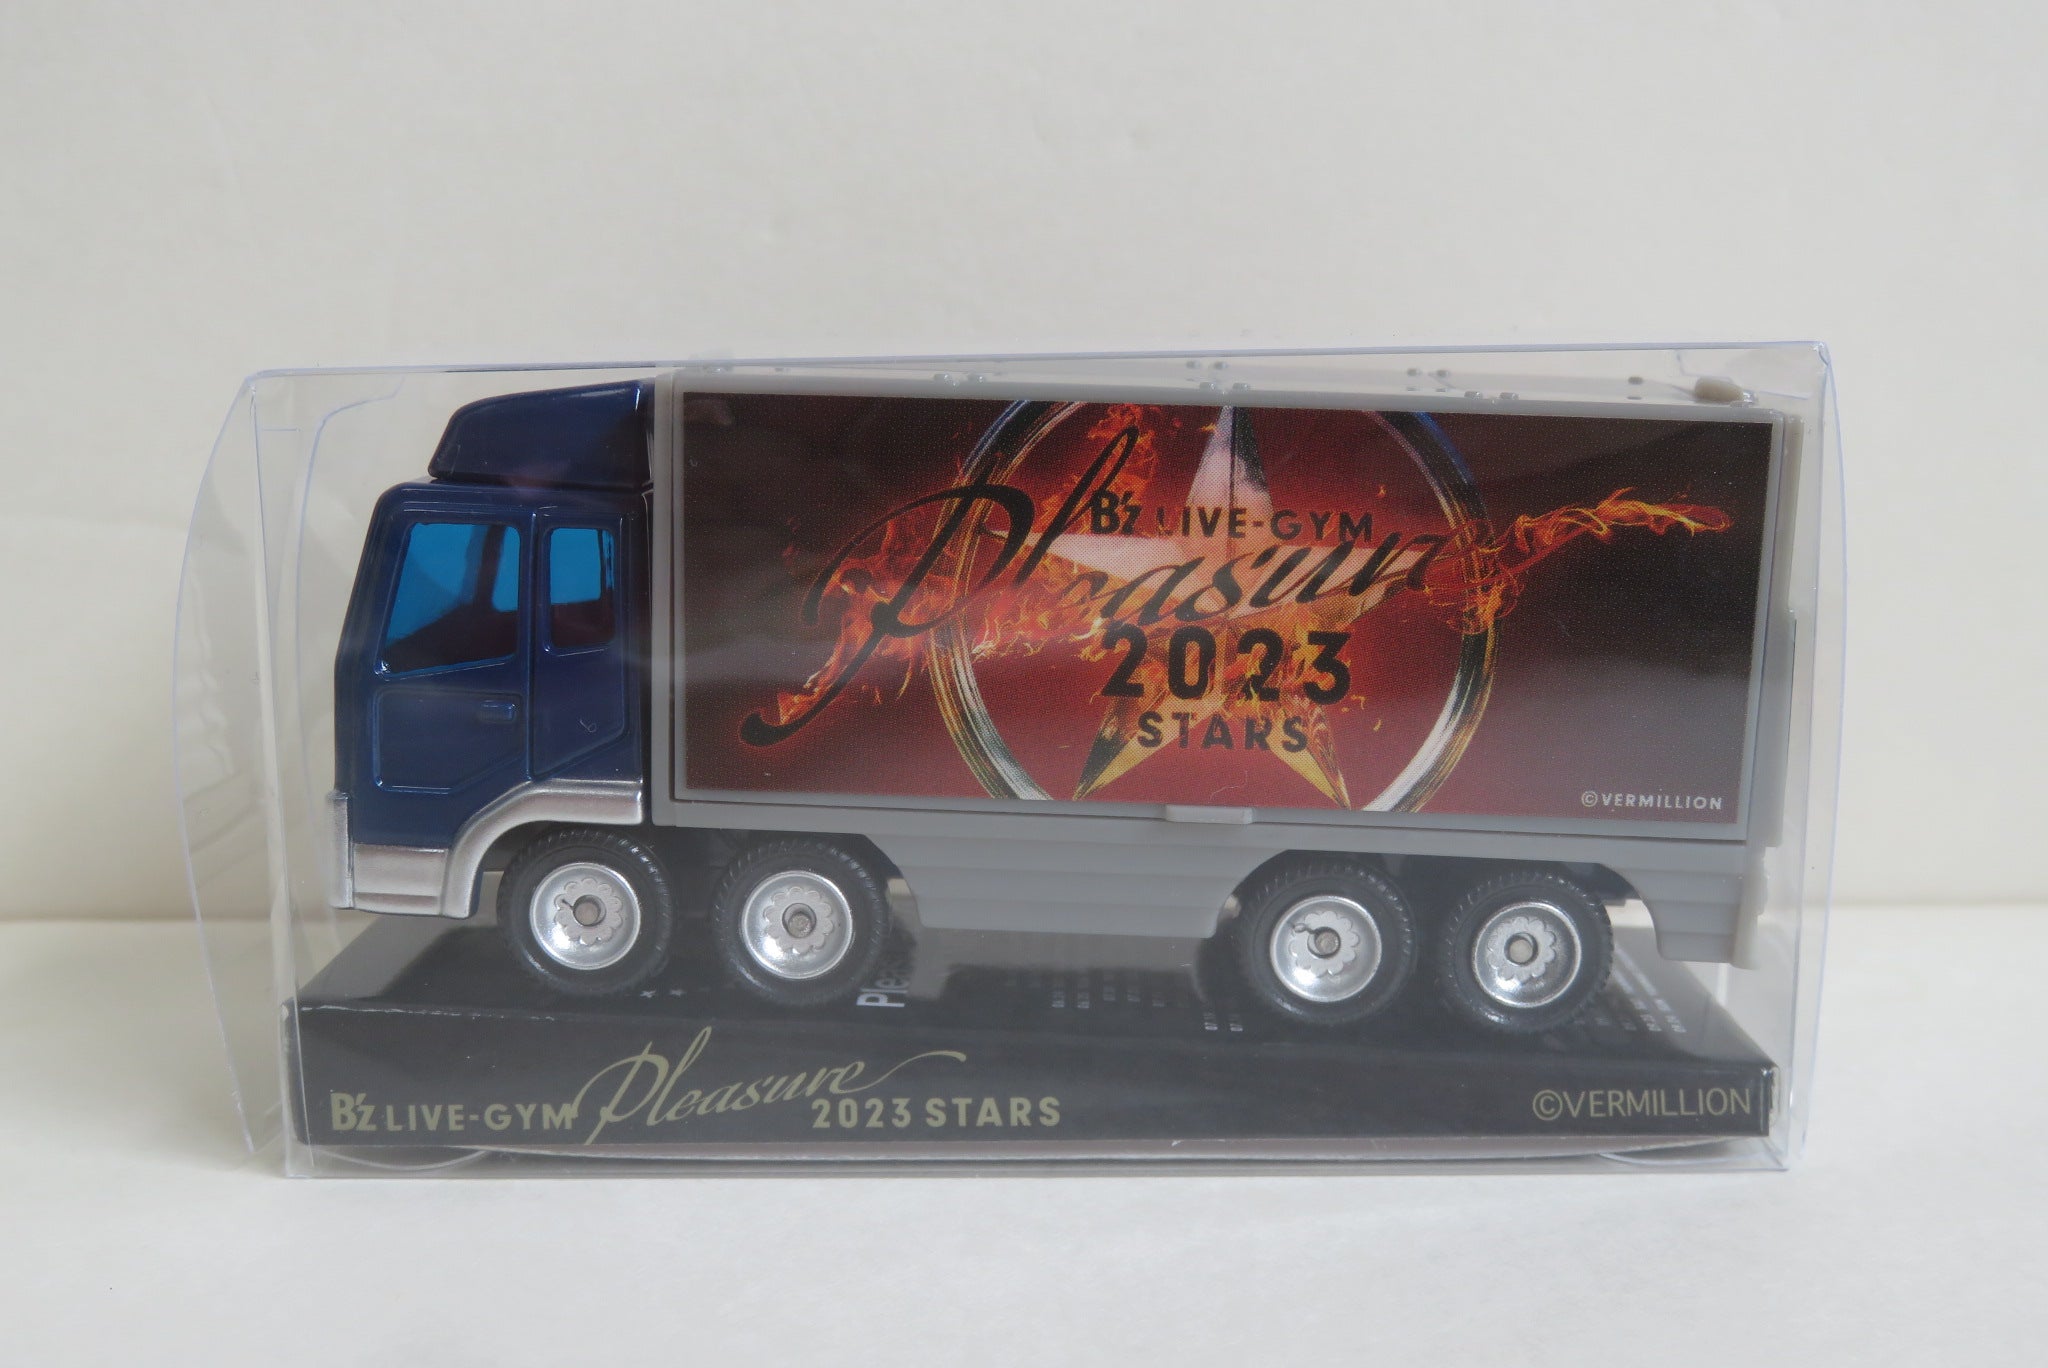 B'z LIVE-GYM
Pleasure
2023
STARS
©VERMILLION
B'z LIVE-GYM Pleasure 2023 STARS
©VERMILLION